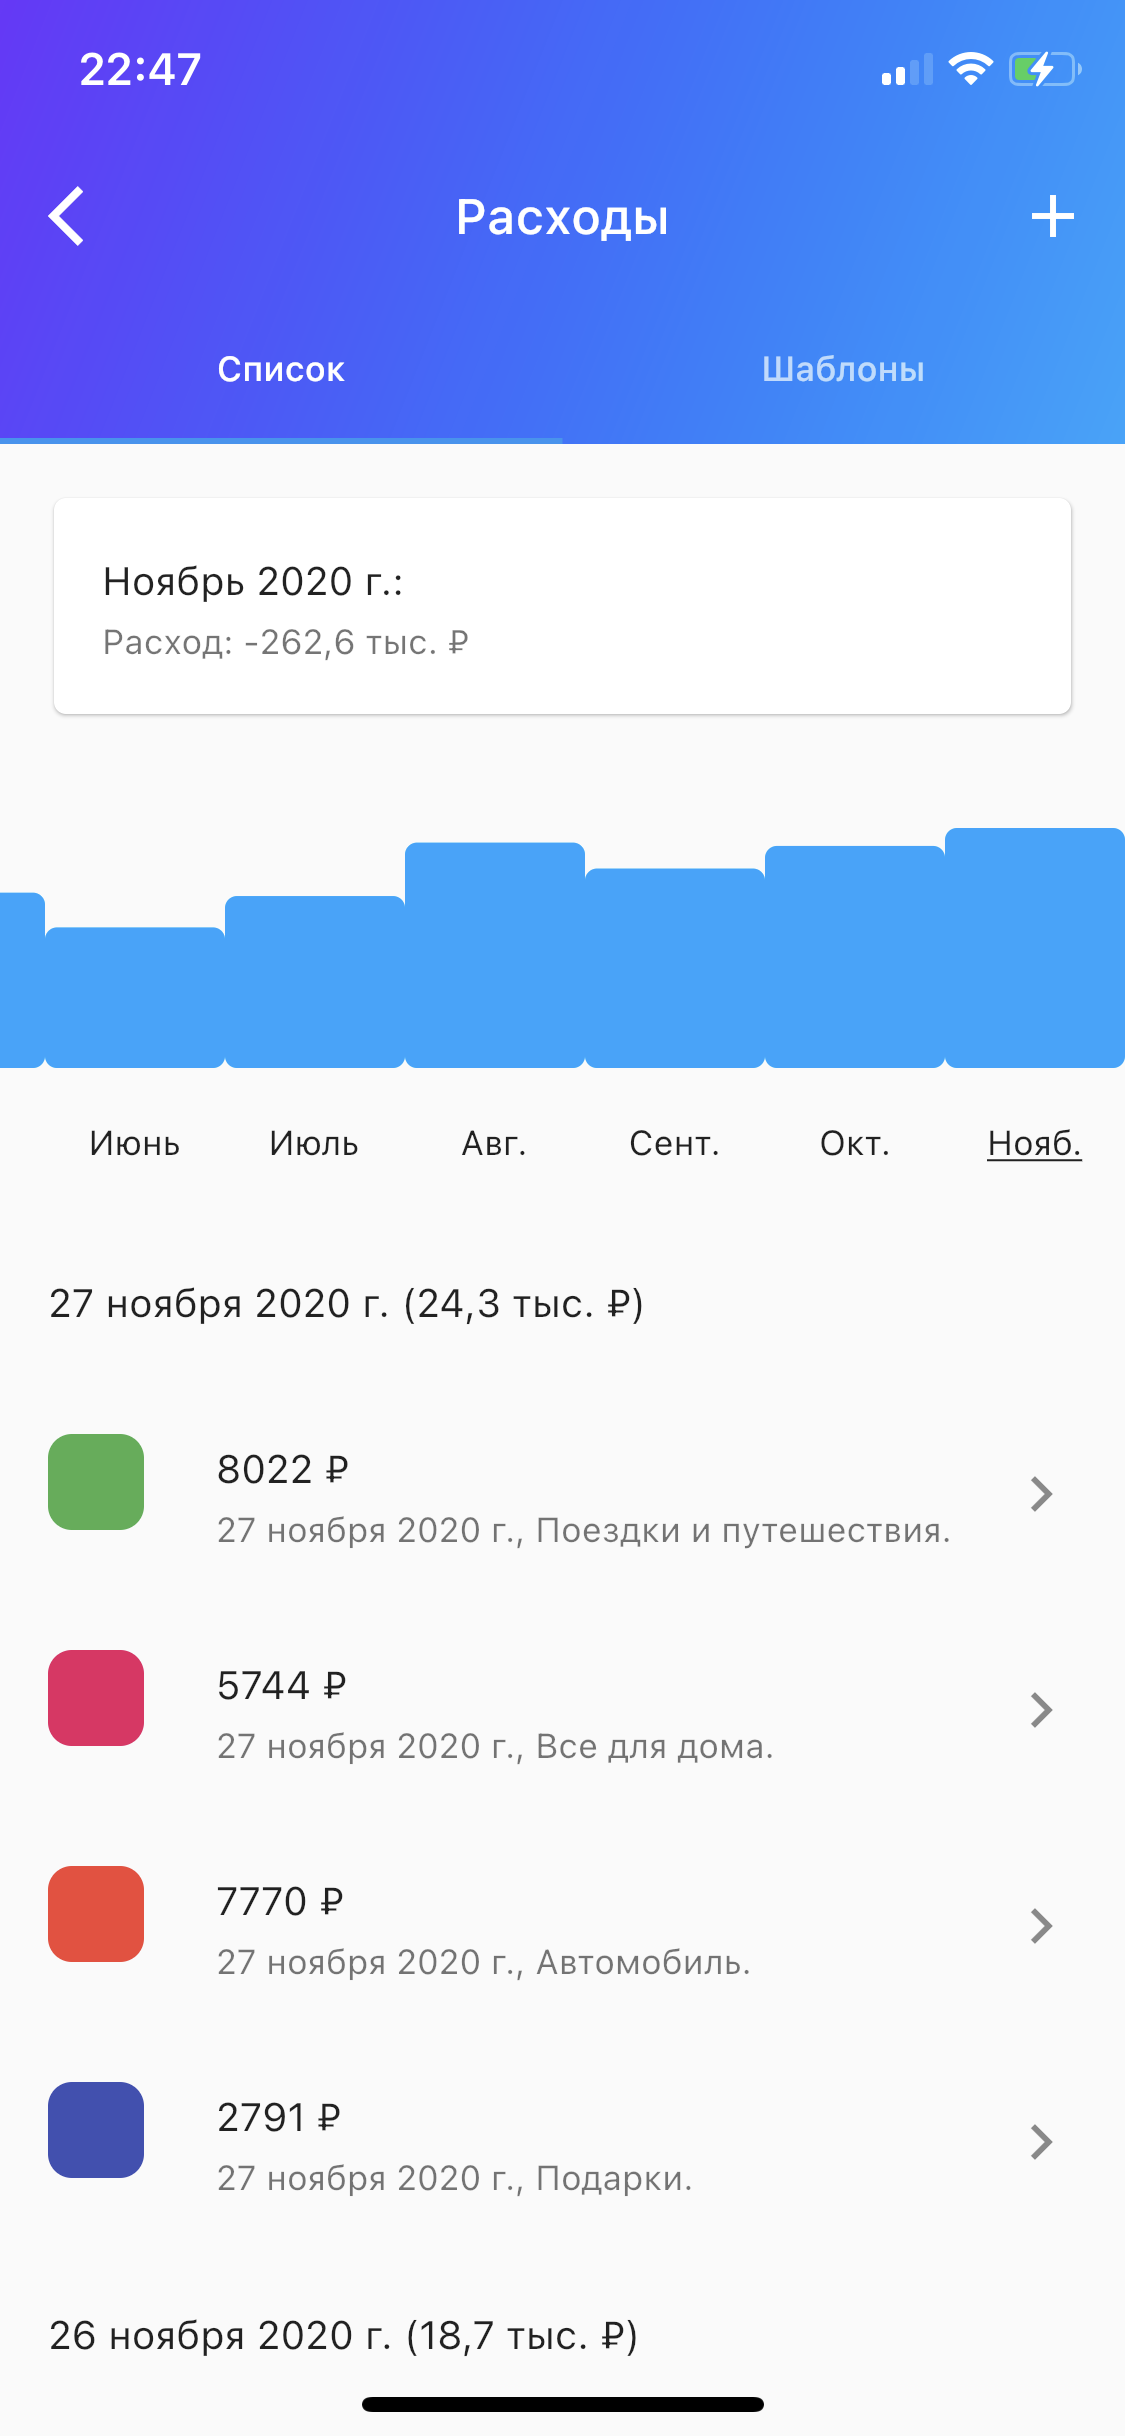 22:47
Расходы
Список
Шаблоны
Ноябрь 2020 г.:
Расход: -262,6 тыс. ₽
Июнь Июль Авг. Сент. Окт. Нояб.
27 ноября 2020 г. (24,3 тыс. ₽)
8022 ₽
27 ноября 2020 г., Поездки и путешествия.
5744 ₽
27 ноября 2020 г., Все для дома.
7770 ₽
27 ноября 2020 г., Автомобиль.
2791 ₽
27 ноября 2020 г., Подарки.
26 ноября 2020 г. (18,7 тыс. ₽)